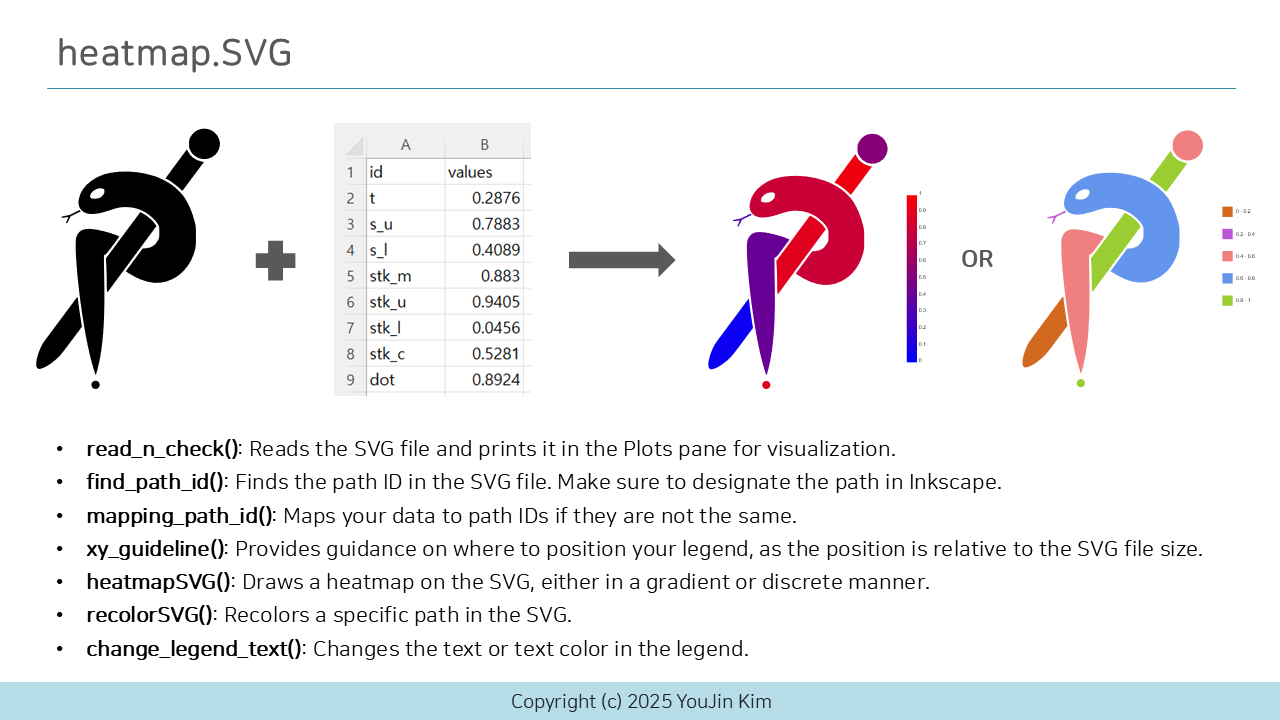 heatmap.SVG
A B
1 id values
2 t 0.2876
3 s_u 0.7883
4 s_l 0.4089
5 stk_m 0.883
6 stk_u 0.9405
7 stk_l 0.0456
8 stk_c 0.5281
9 dot 0.8924
1
0.9
0.8
0.7
0.6
0.5
0.4
0.3
0.2
0.1
0
OR
0 - 0.2
0.2 - 0.4
0.4 - 0.6
0.6 - 0.8
0.8 - 1
• read_n_check(): Reads the SVG file and prints it in the Plots pane for visualization.
• find_path_id(): Finds the path ID in the SVG file. Make sure to designate the path in Inkscape.
• mapping_path_id(): Maps your data to path IDs if they are not the same.
• xy_guideline(): Provides guidance on where to position your legend, as the position is relative to the SVG file size.
• heatmapSVG(): Draws a heatmap on the SVG, either in a gradient or discrete manner.
• recolorSVG(): Recolors a specific path in the SVG.
• change_legend_text(): Changes the text or text color in the legend.
Copyright (c) 2025 YouJin Kim